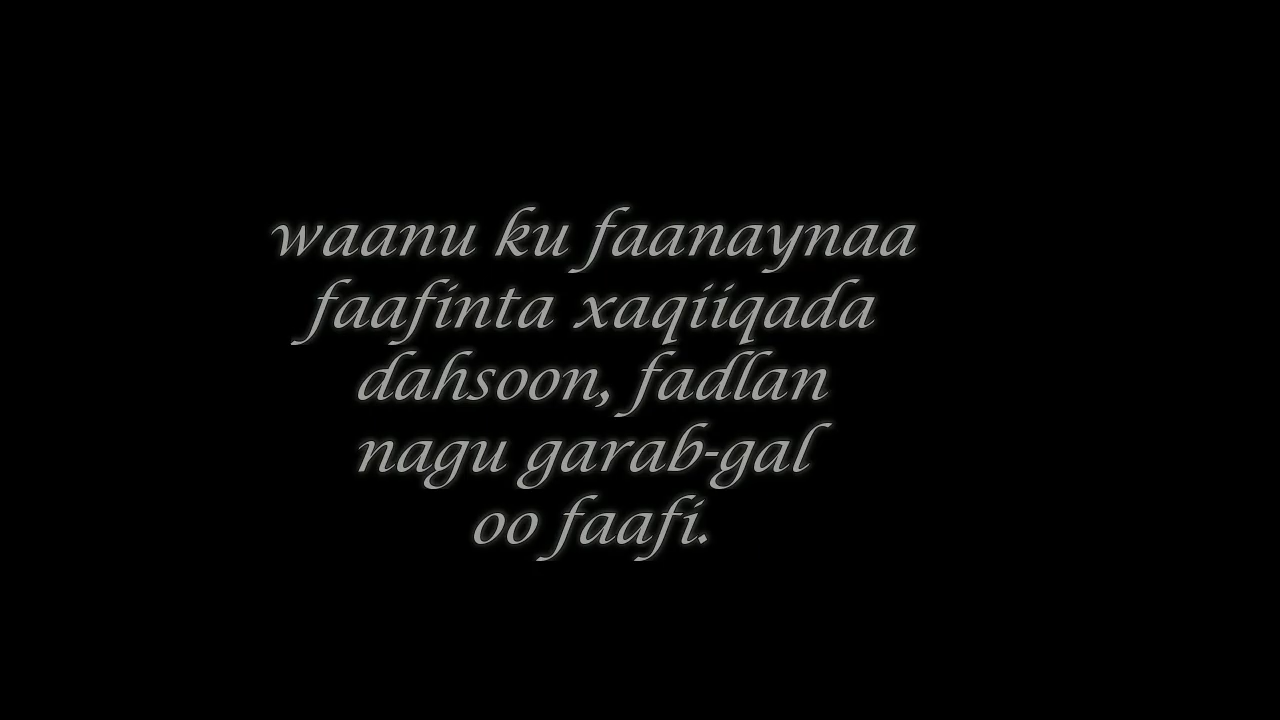 waanu ku faanaynaa
faafinta xaqiiqada
dahsoon, fadlan
nagu garab-gal
oo faafi.